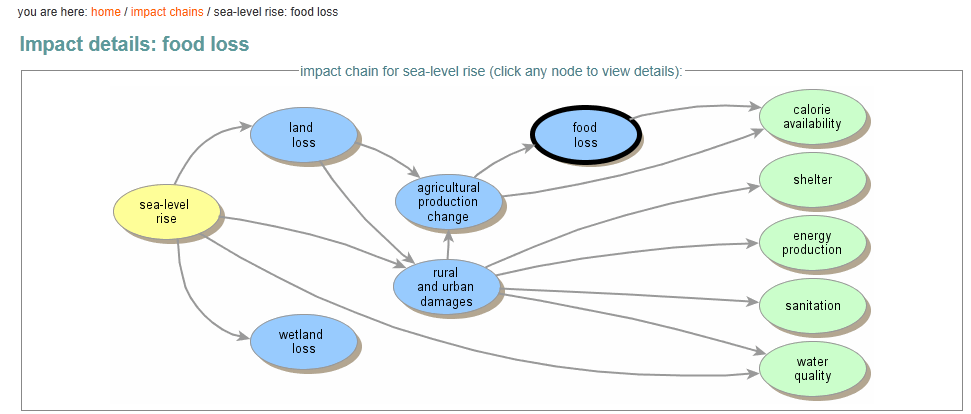 you are here: home / impact chains / sea-level rise: food loss
Impact details: food loss
impact chain for sea-level rise (click any node to view details):
land
loss
food
loss
calorie
availability
agricultural
production
change
shelter
sea-level
rise
energy
production
rural
and urban
damages
sanitation
wetland
loss
water
quality